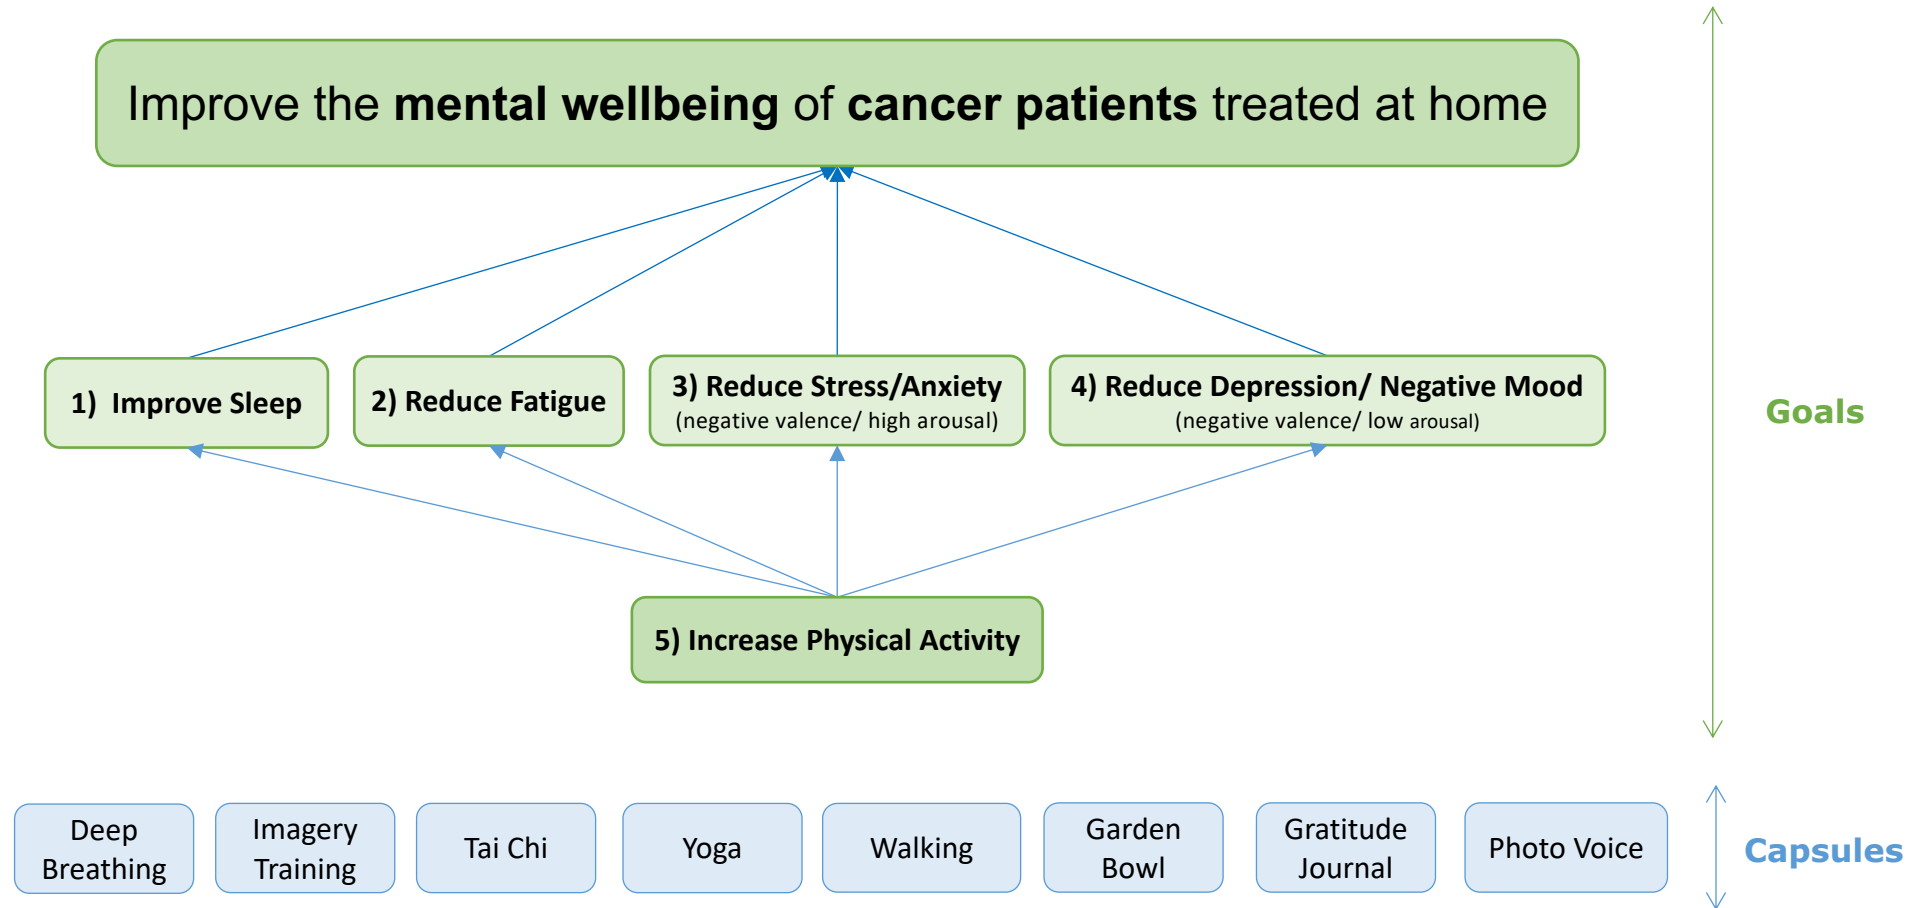 Improve the mental wellbeing of cancer patients treated at home
1) Improve Sleep
2) Reduce Fatigue
3) Reduce Stress/Anxiety
(negative valence/ high arousal)
4) Reduce Depression/ Negative Mood
(negative valence/ low arousal)
Goals
5) Increase Physical Activity
Deep
Breathing
Imagery
Training
Tai Chi
Yoga
Walking
Garden
Bowl
Gratitude
Journal
Photo Voice
Capsules